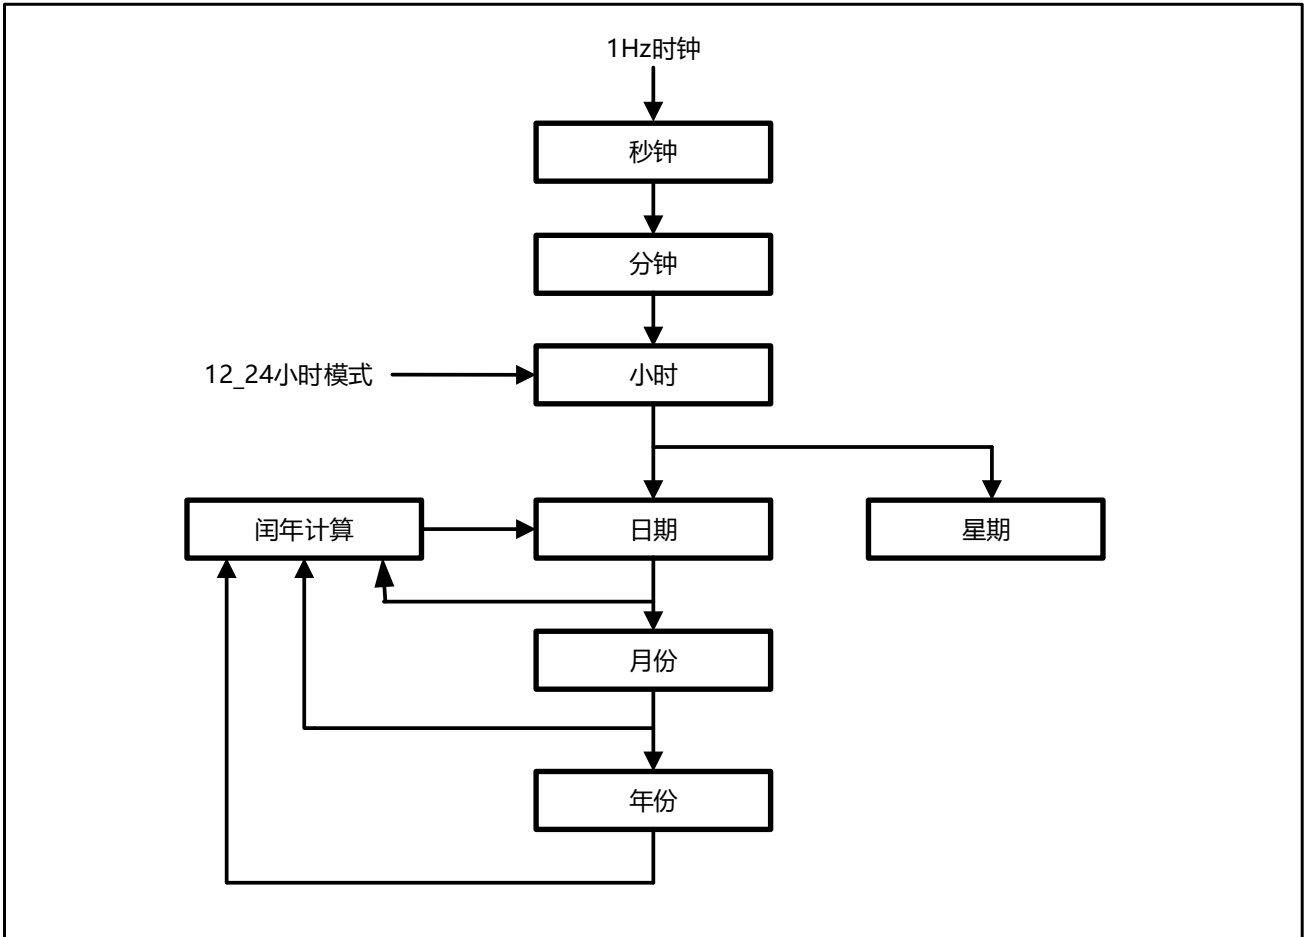 1Hz时钟
秒钟
分钟
12_24小时模式
小时
闰年计算
日期
星期
月份
年份